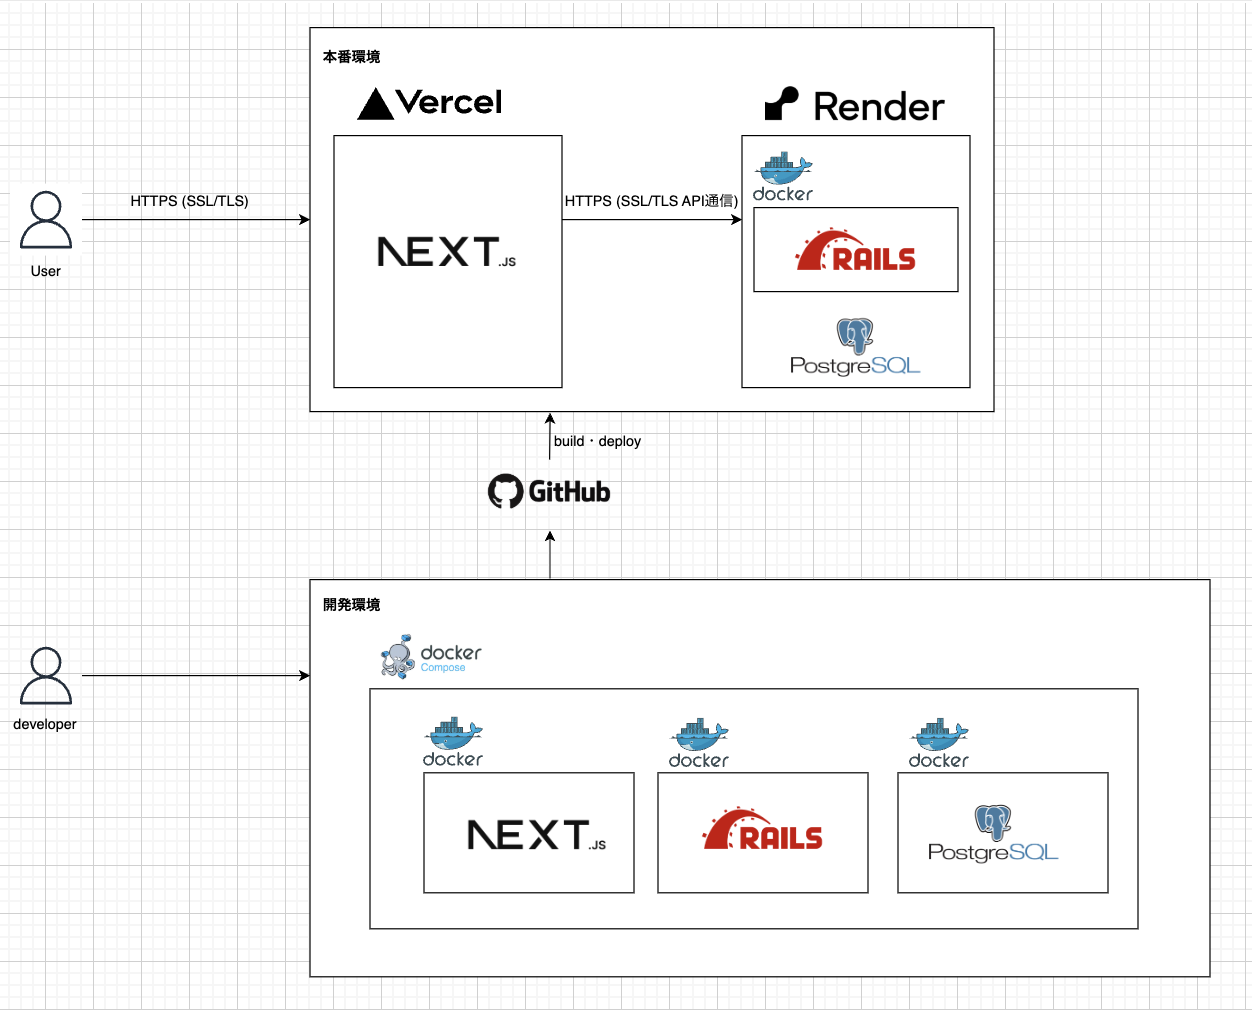 本番環境
Vercel
Render
docker
HTTPS (SSL/TLS)
HTTPS (SSL/TLS API通信)
NEXT.JS
RAILS
User
PostgreSQL
build・deploy
GitHub
開発環境
docker
Compose
developer
docker
docker
docker
NEXT.JS
RAILS
PostgreSQL